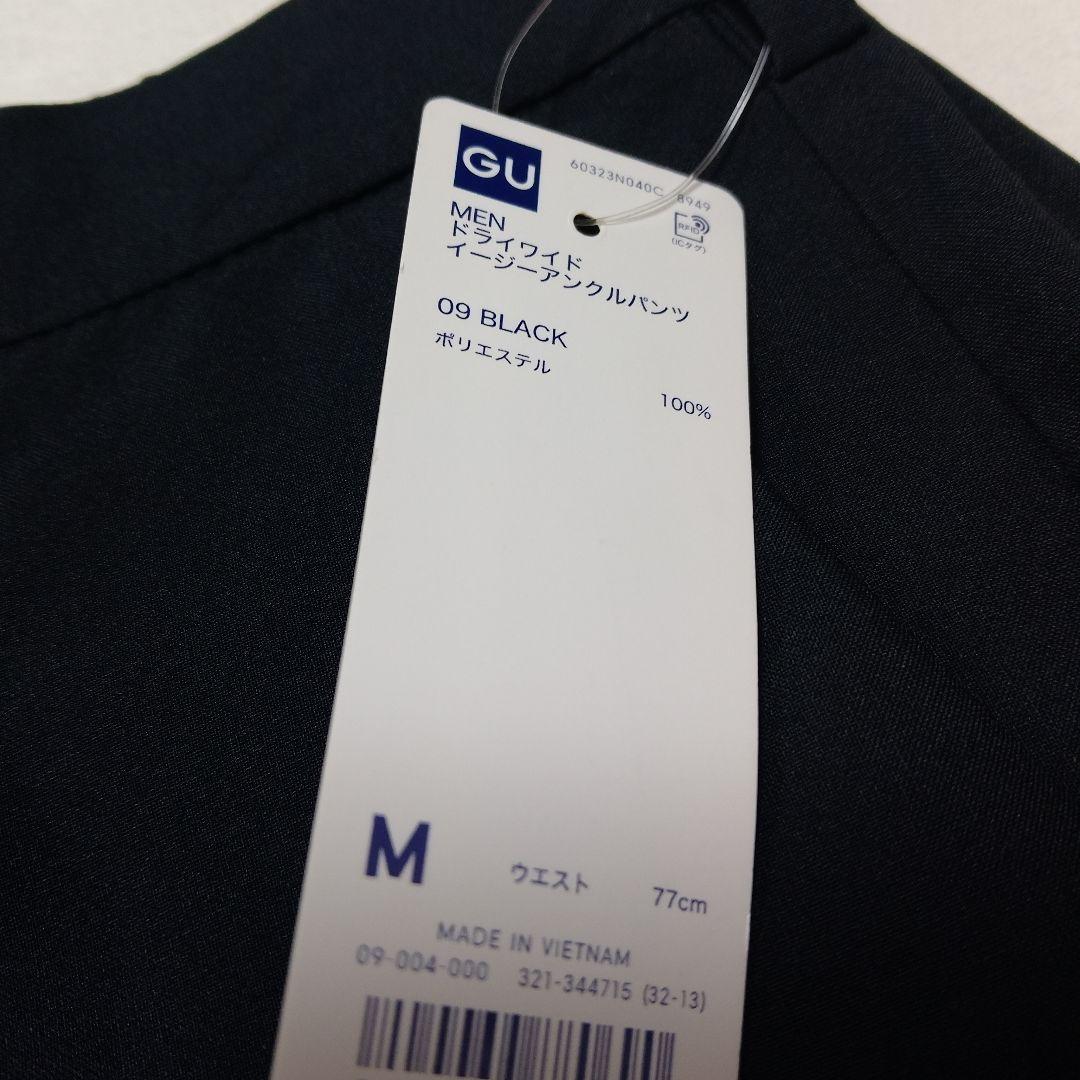 GU
60323N040C 8949
RFID
(ICタグ)
MEN
ドライワイド
イージーアンクルパンツ
09 BLACK
ポリエステル
100%
M ウエスト 77cm
MADE IN VIETNAM
09-004-000 321-344715 (32-13)